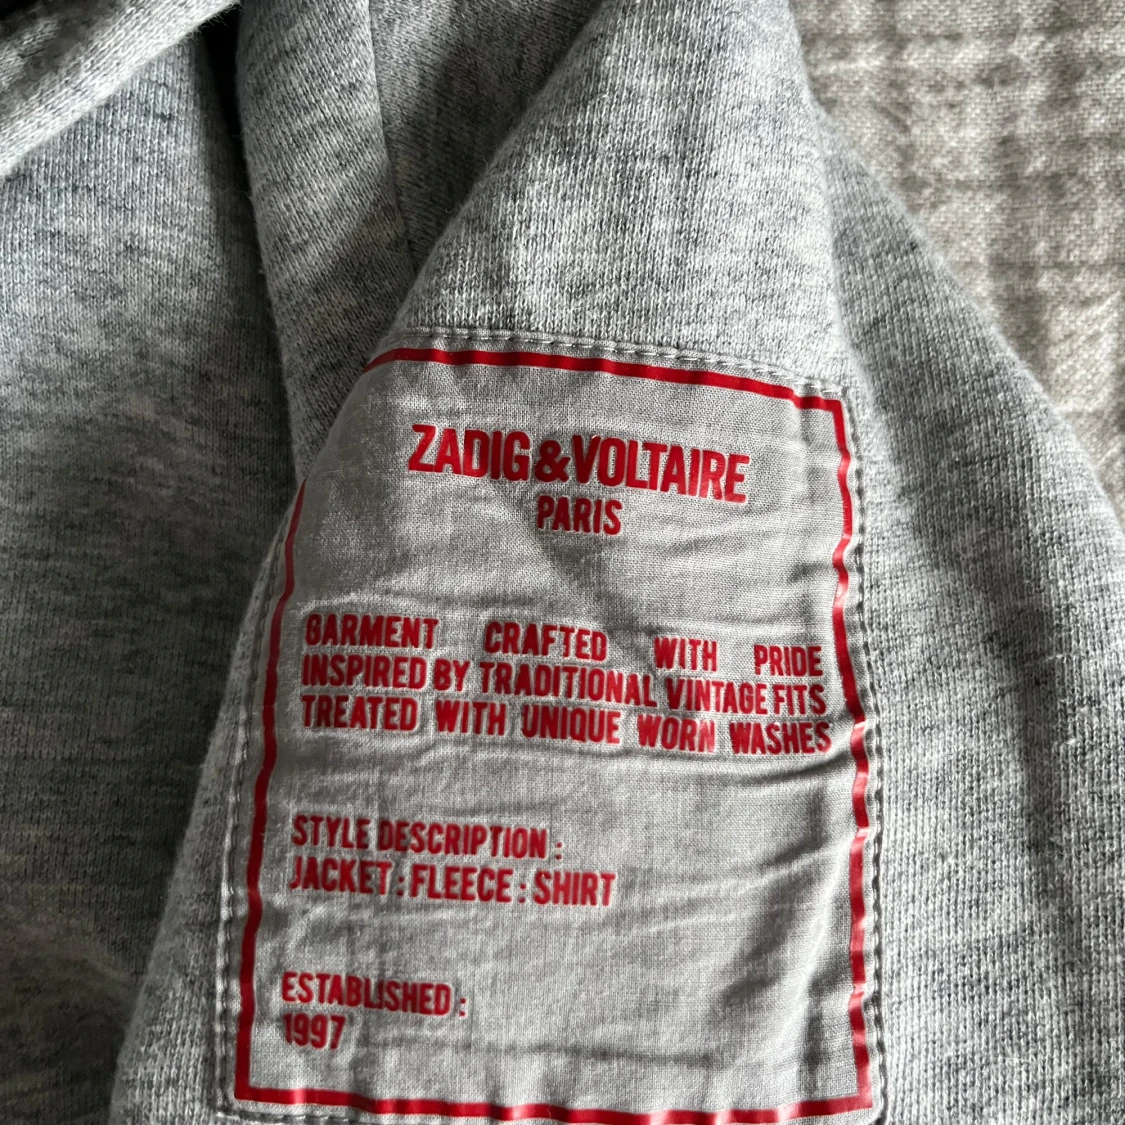 ZADIG&VOLTAIRE
PARIS
GARMENT CRAFTED WITH PRIDE
INSPIRED BY TRADITIONAL VINTAGE FITS
TREATED WITH UNIQUE WORN WASHES
STYLE DESCRIPTION :
JACKET : FLEECE : SHIRT
ESTABLISHED :
1997